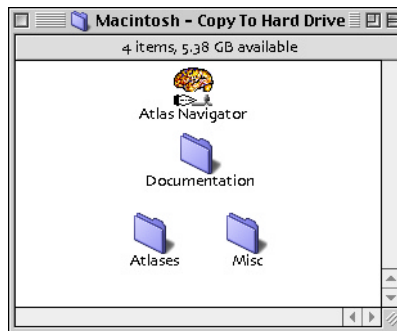 Macintosh - Copy To Hard Drive
4 items, 5.38 GB available
Atlas Navigator
Documentation
Atlases
Misc